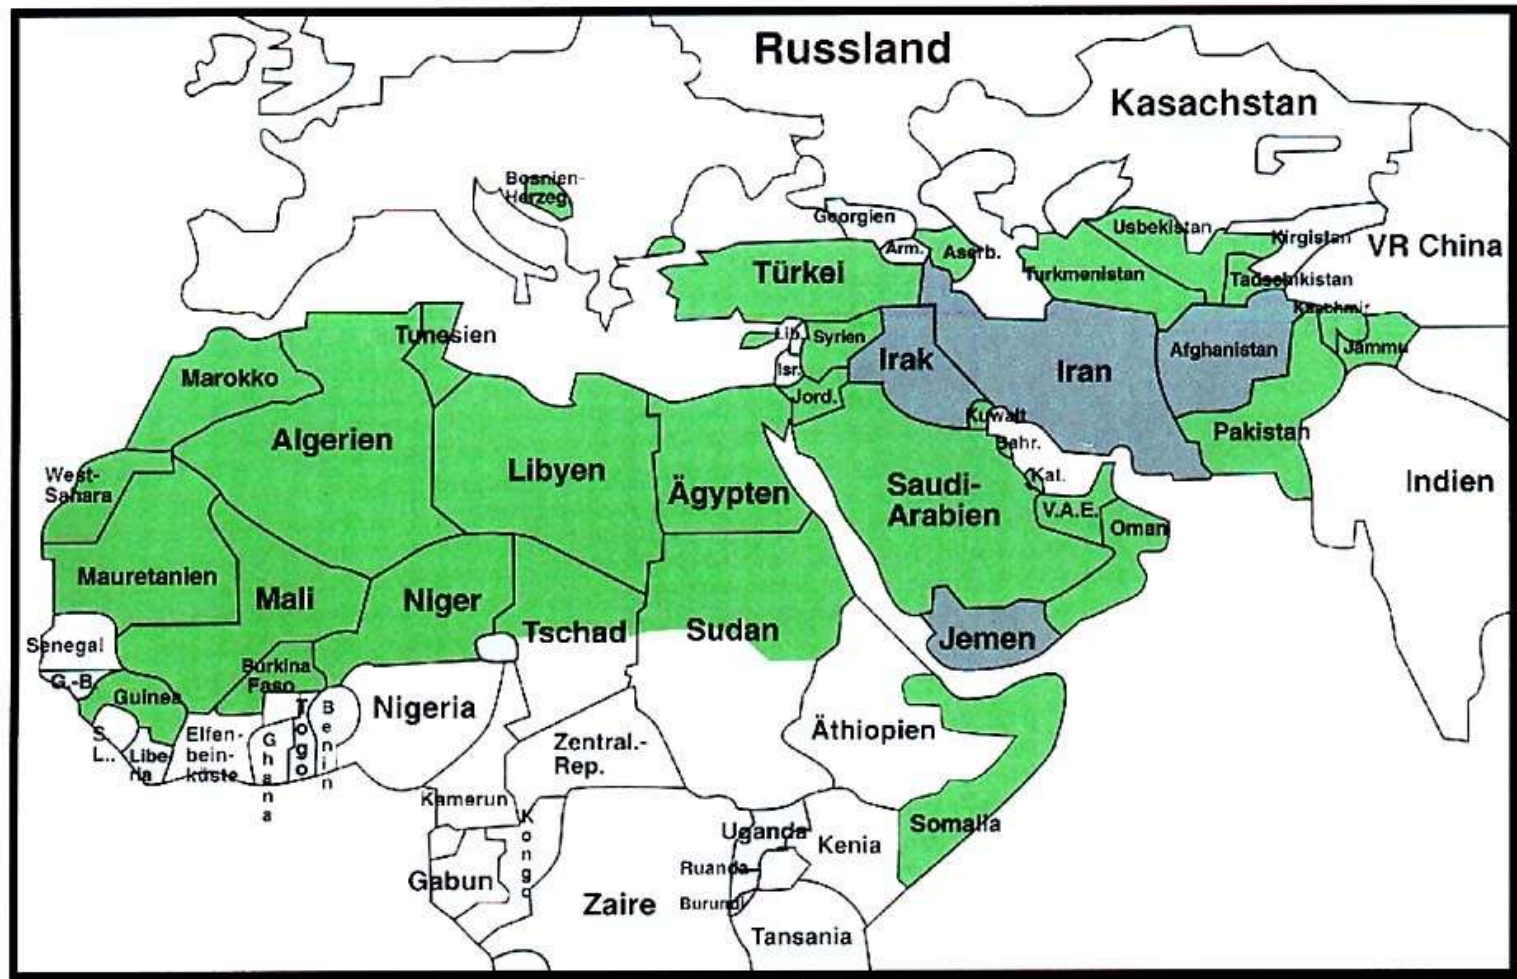 Russland
Kasachstan
Bosnien-
Herzeg.
Georgien
Arm.
Aserb.
Usbekistan
Kirgistan
VR China
Türkei
Turkmenistan
Tadschikistan
Kaschmir
Tunesien
Lib.
Syrien
Irak
Iran
Afghanistan
Jammu
Marokko
Isr.
Jord.
Kuwait
Pakistan
Algerien
Bahr.
Libyen
Ägypten
Saudi-
Arabien
Kat.
V.A.E.
Oman
Indien
West-
Sahara
Mauretanien
Mali
Niger
Tschad
Sudan
Jemen
Senegal
G.-B.
Guinea
Burkina
Faso
S.
L..
Libe-
ria
Elfen-
bein-
küste
Ghana
Togo
Benin
Nigeria
Äthiopien
Zentral.-
Rep.
Kamerun
Kongo
Somalia
Uganda
Kenia
Gabun
Ruanda
Zaire
Burundi
Tansania